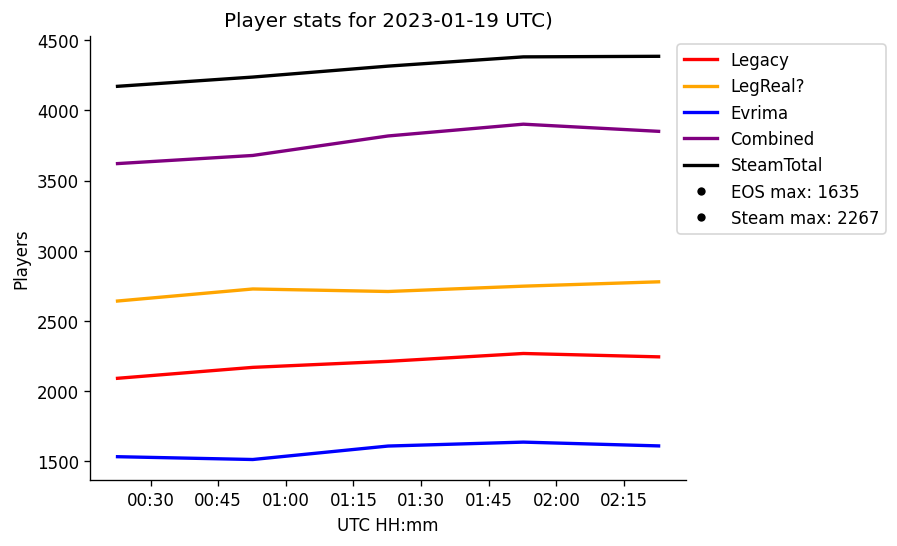 Player stats for 2023-01-19 UTC)
4500
4000
3500
3000
2500
2000
1500
Players
00:30 00:45 01:00 01:15 01:30 01:45 02:00 02:15
UTC HH:mm
Legacy
LegReal?
Evrima
Combined
SteamTotal
EOS max: 1635
Steam max: 2267